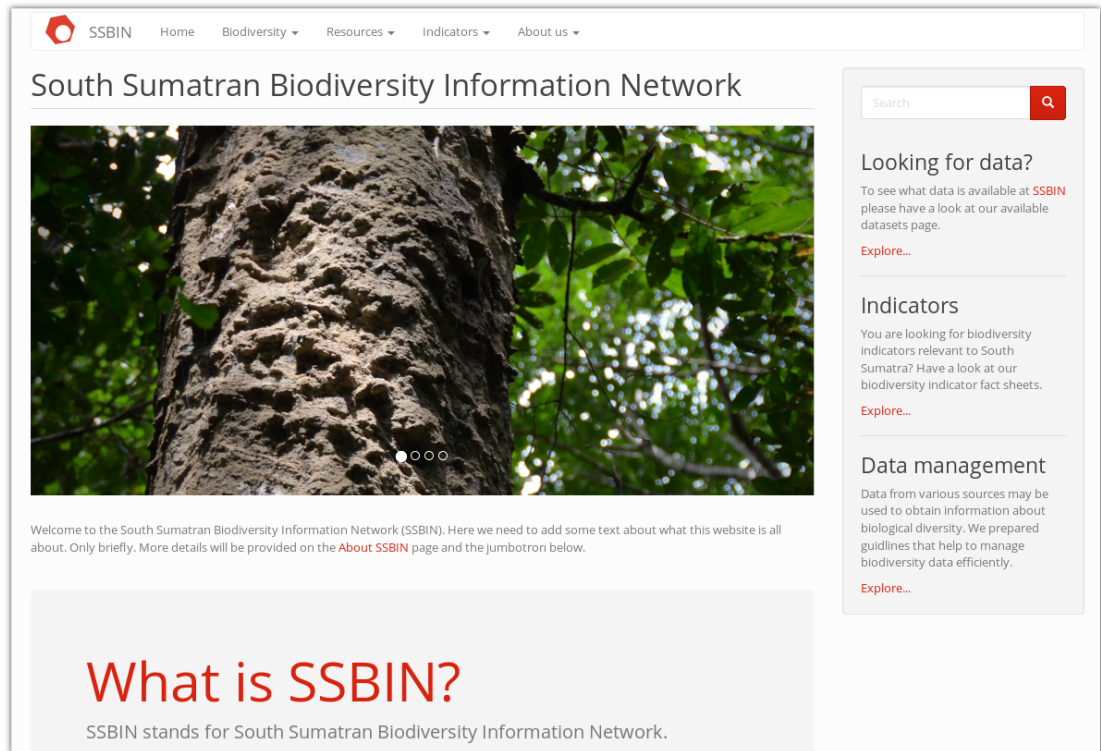 SSBIN Home Biodiversity Resources Indicators About us
South Sumatran Biodiversity Information Network
Welcome to the South Sumatran Biodiversity Information Network (SSBIN). Here we need to add some text about what this website is all
about. Only briefly. More details will be provided on the About SSBIN page and the jumbotron below.
What is SSBIN?
SSBIN stands for South Sumatran Biodiversity Information Network.
Search
Looking for data?
To see what data is available at SSBIN
please have a look at our available
datasets page.
Explore...
Indicators
You are looking for biodiversity
indicators relevant to South
Sumatra? Have a look at our
biodiversity indicator fact sheets.
Explore...
Data management
Data from various sources may be
used to obtain information about
biological diversity. We prepared
guidlines that help to manage
biodiversity data efficiently.
Explore...